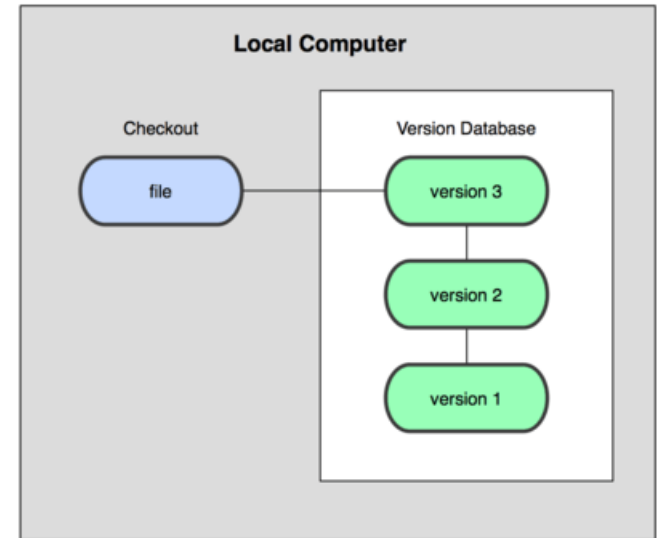 Local Computer
Checkout
Version Database
file
version 3
version 2
version 1